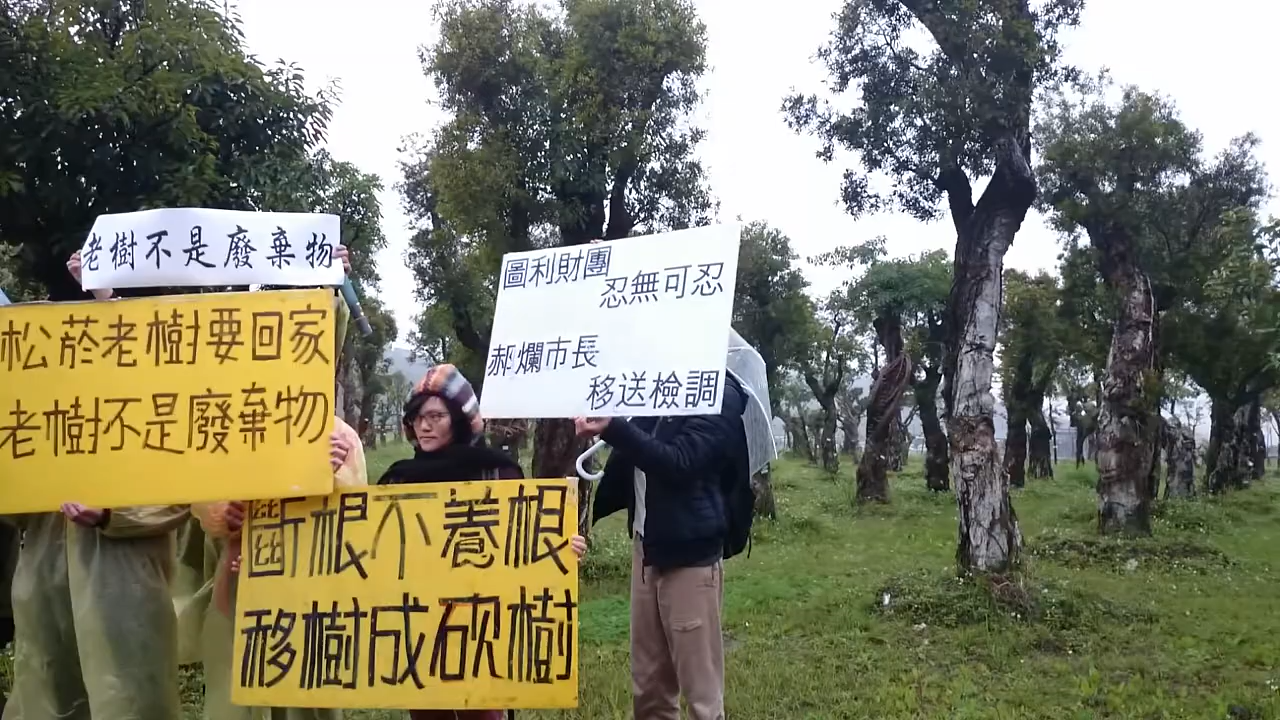 老樹不是廢棄物
松菸老樹要回家
老樹不是廢棄物
圖利財團
忍無可忍
郝爛市長
移送檢調
斷根不養根
移樹成砍樹